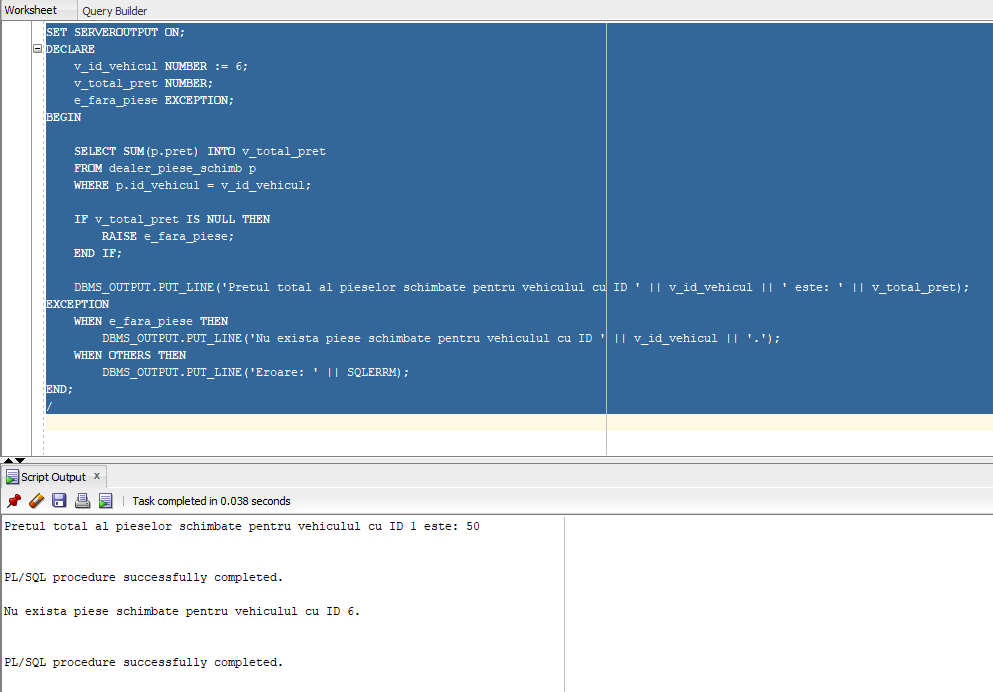 Worksheet Query Builder
SET SERVEROUTPUT ON;
DECLARE
    v_id_vehicul NUMBER := 6;
    v_total_pret NUMBER;
    e_fara_piese EXCEPTION;
BEGIN
    SELECT SUM(p.pret) INTO v_total_pret
    FROM dealer_piese_schimb p
    WHERE p.id_vehicul = v_id_vehicul;
    IF v_total_pret IS NULL THEN
        RAISE e_fara_piese;
    END IF;
    DBMS_OUTPUT.PUT_LINE('Pretul total al pieselor schimbate pentru vehiculul cu ID ' || v_id_vehicul || ' este: ' || v_total_pret);
EXCEPTION
    WHEN e_fara_piese THEN
        DBMS_OUTPUT.PUT_LINE('Nu exista piese schimbate pentru vehiculul cu ID ' || v_id_vehicul || '.');
    WHEN OTHERS THEN
        DBMS_OUTPUT.PUT_LINE('Eroare: ' || SQLERRM);
END;
/
Script Output x
Task completed in 0.038 seconds
Pretul total al pieselor schimbate pentru vehiculul cu ID 1 este: 50
PL/SQL procedure successfully completed.
Nu exista piese schimbate pentru vehiculul cu ID 6.
PL/SQL procedure successfully completed.